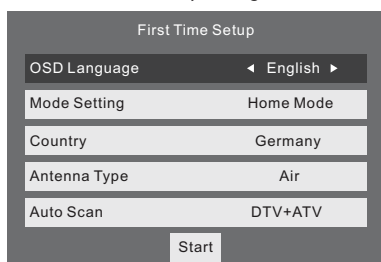 First Time Setup
OSD Language ◄ English ►
Mode Setting Home Mode
Country Germany
Antenna Type Air
Auto Scan DTV+ATV
Start